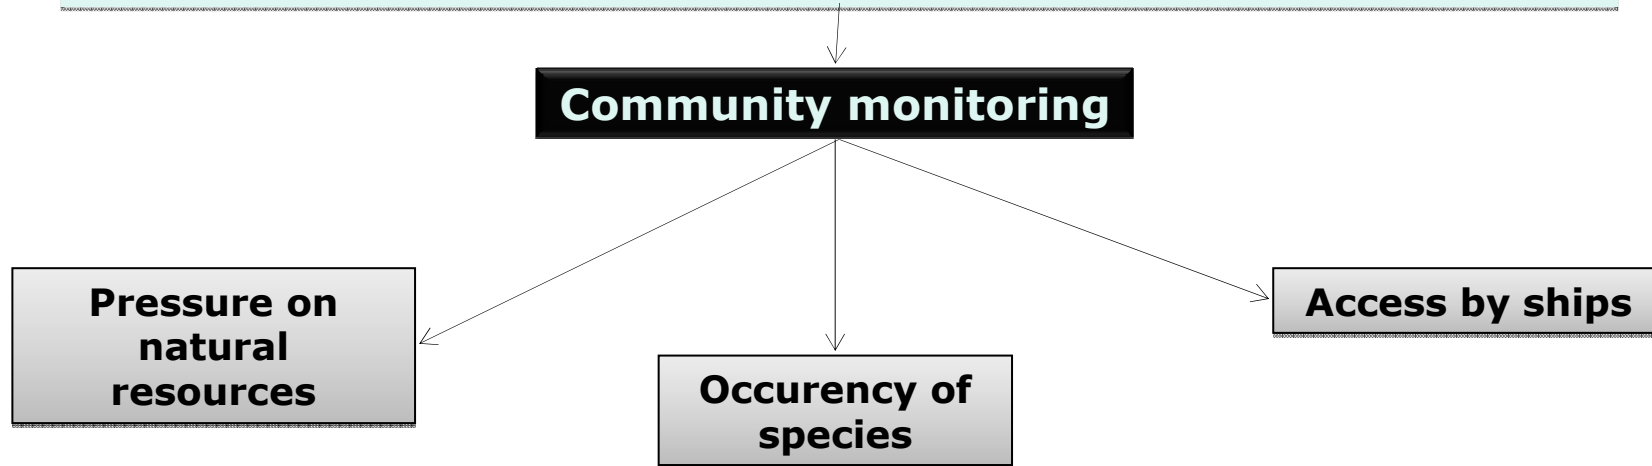 Community monitoring
Pressure on
natural
resources
Occurency of
species
Access by ships